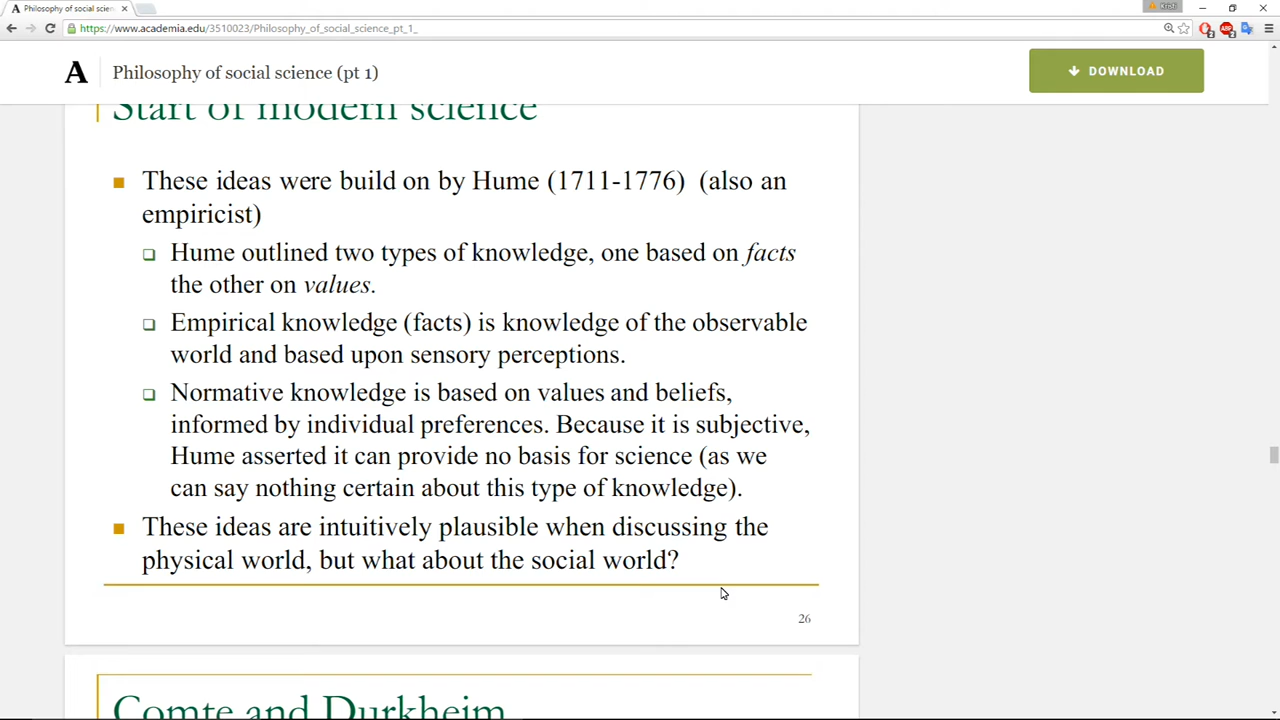 Philosophy of social scien
Kristi
https://www.academia.edu/3510023/Philosophy_of_social_science_pt_1_
A Philosophy of social science (pt 1)
DOWNLOAD
Start of modern science
These ideas were build on by Hume (1711-1776) (also an
empiricist)
Hume outlined two types of knowledge, one based on facts
the other on values.
Empirical knowledge (facts) is knowledge of the observable
world and based upon sensory perceptions.
Normative knowledge is based on values and beliefs,
informed by individual preferences. Because it is subjective,
Hume asserted it can provide no basis for science (as we
can say nothing certain about this type of knowledge).
These ideas are intuitively plausible when discussing the
physical world, but what about the social world?
26
Comte and Durkheim